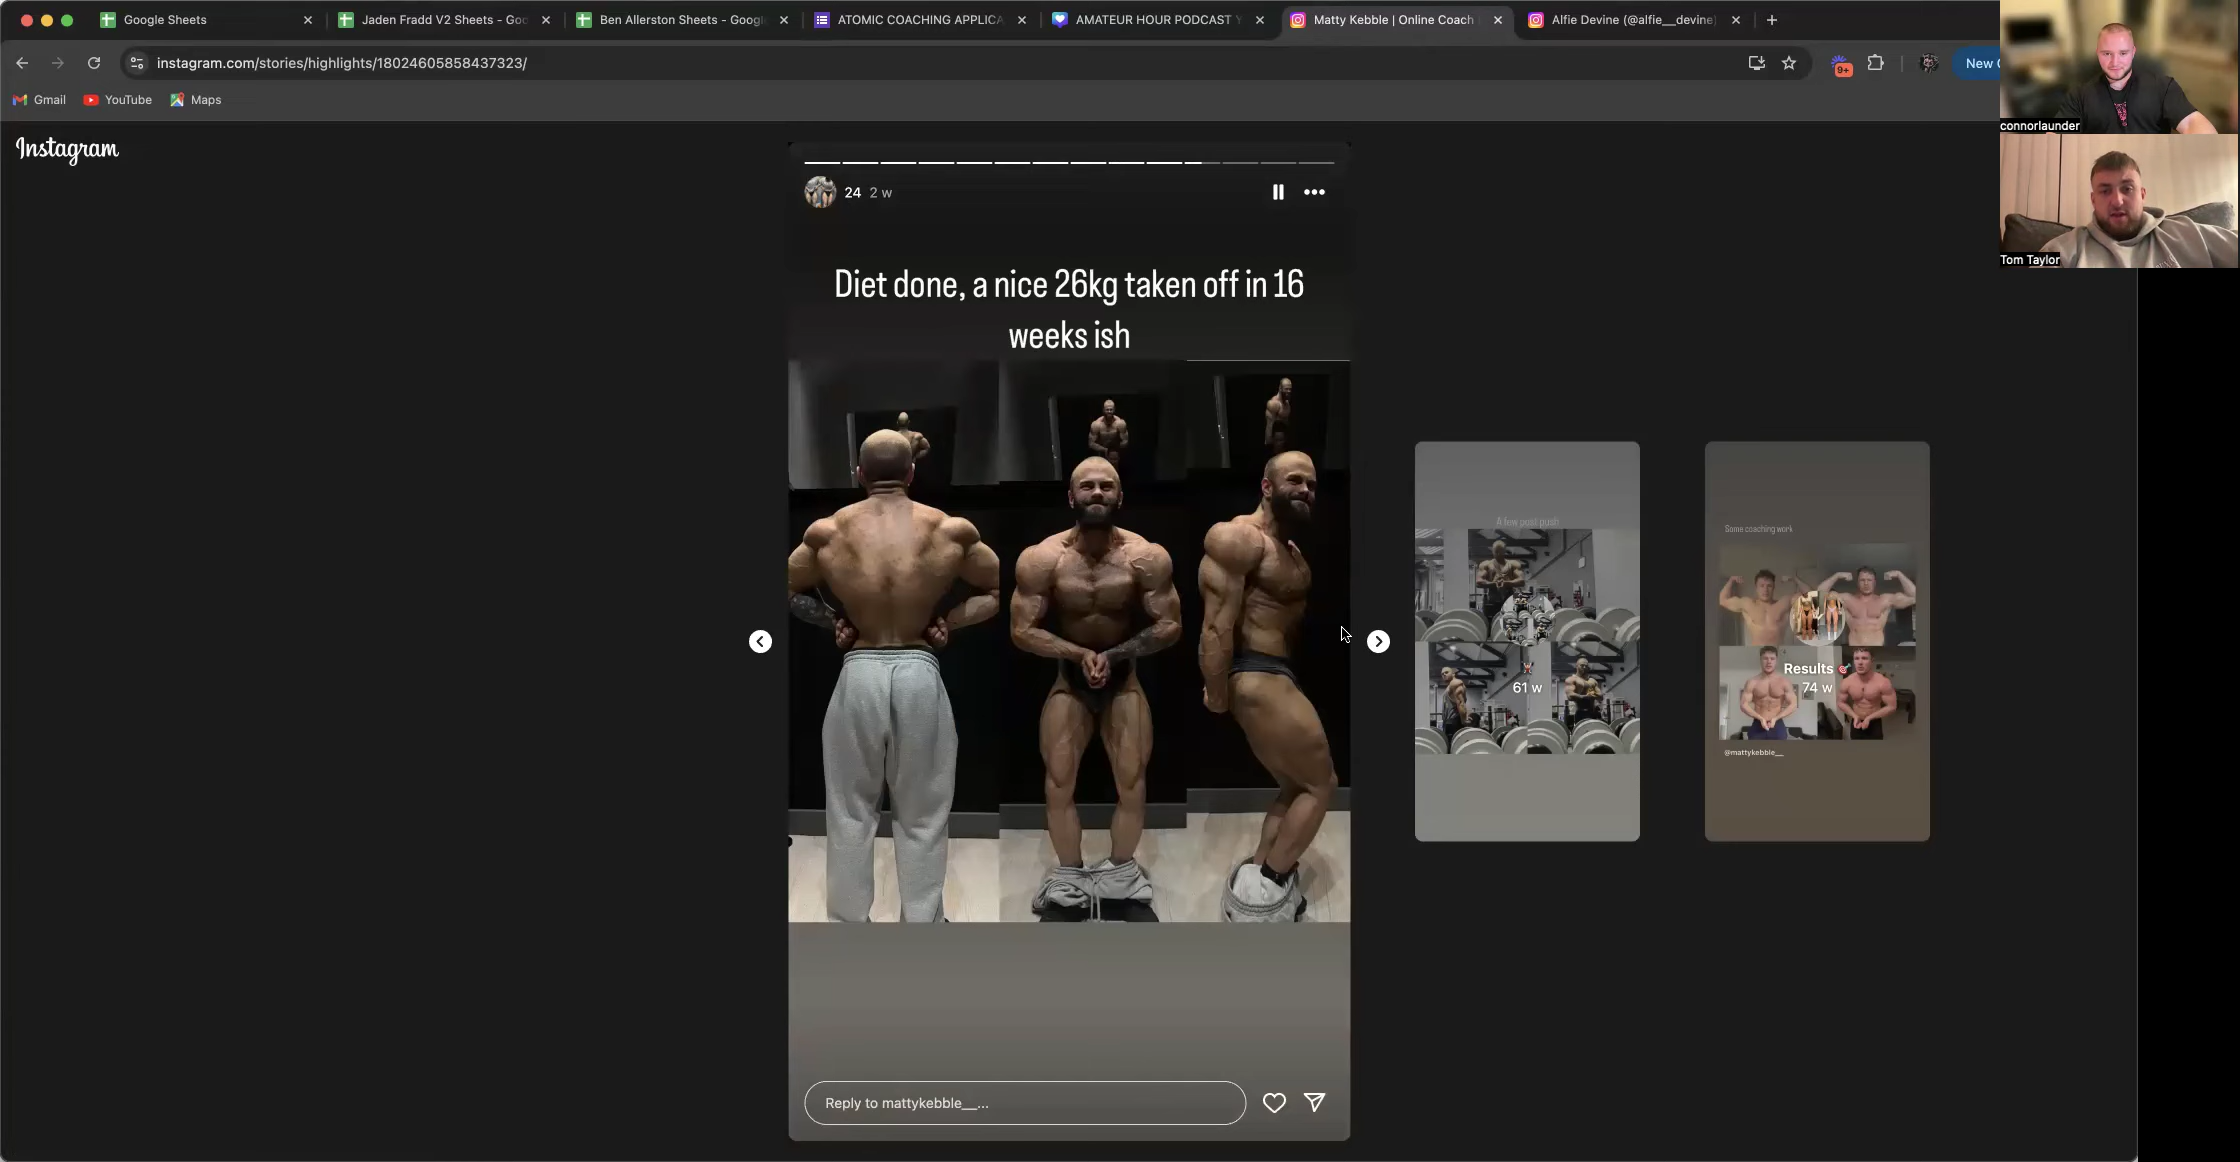 Google Sheets
Jaden Fradd V2 Sheets - Goo
Ben Allerston Sheets - Google
ATOMIC COACHING APPLICA
AMATEUR HOUR PODCAST Y
Matty Kebble | Online Coach
Alfie Devine (@alfie__devine)
instagram.com/stories/highlights/18024605858437323/
9+
New C
Gmail
YouTube
Maps
connorlaunder
Tom Taylor
Instagram
24 2 w
Diet done, a nice 26kg taken off in 16
weeks ish
A few post push
61 w
Some coaching work
Results 🎯
74 w
@mattykebble__
Reply to mattykebble__...